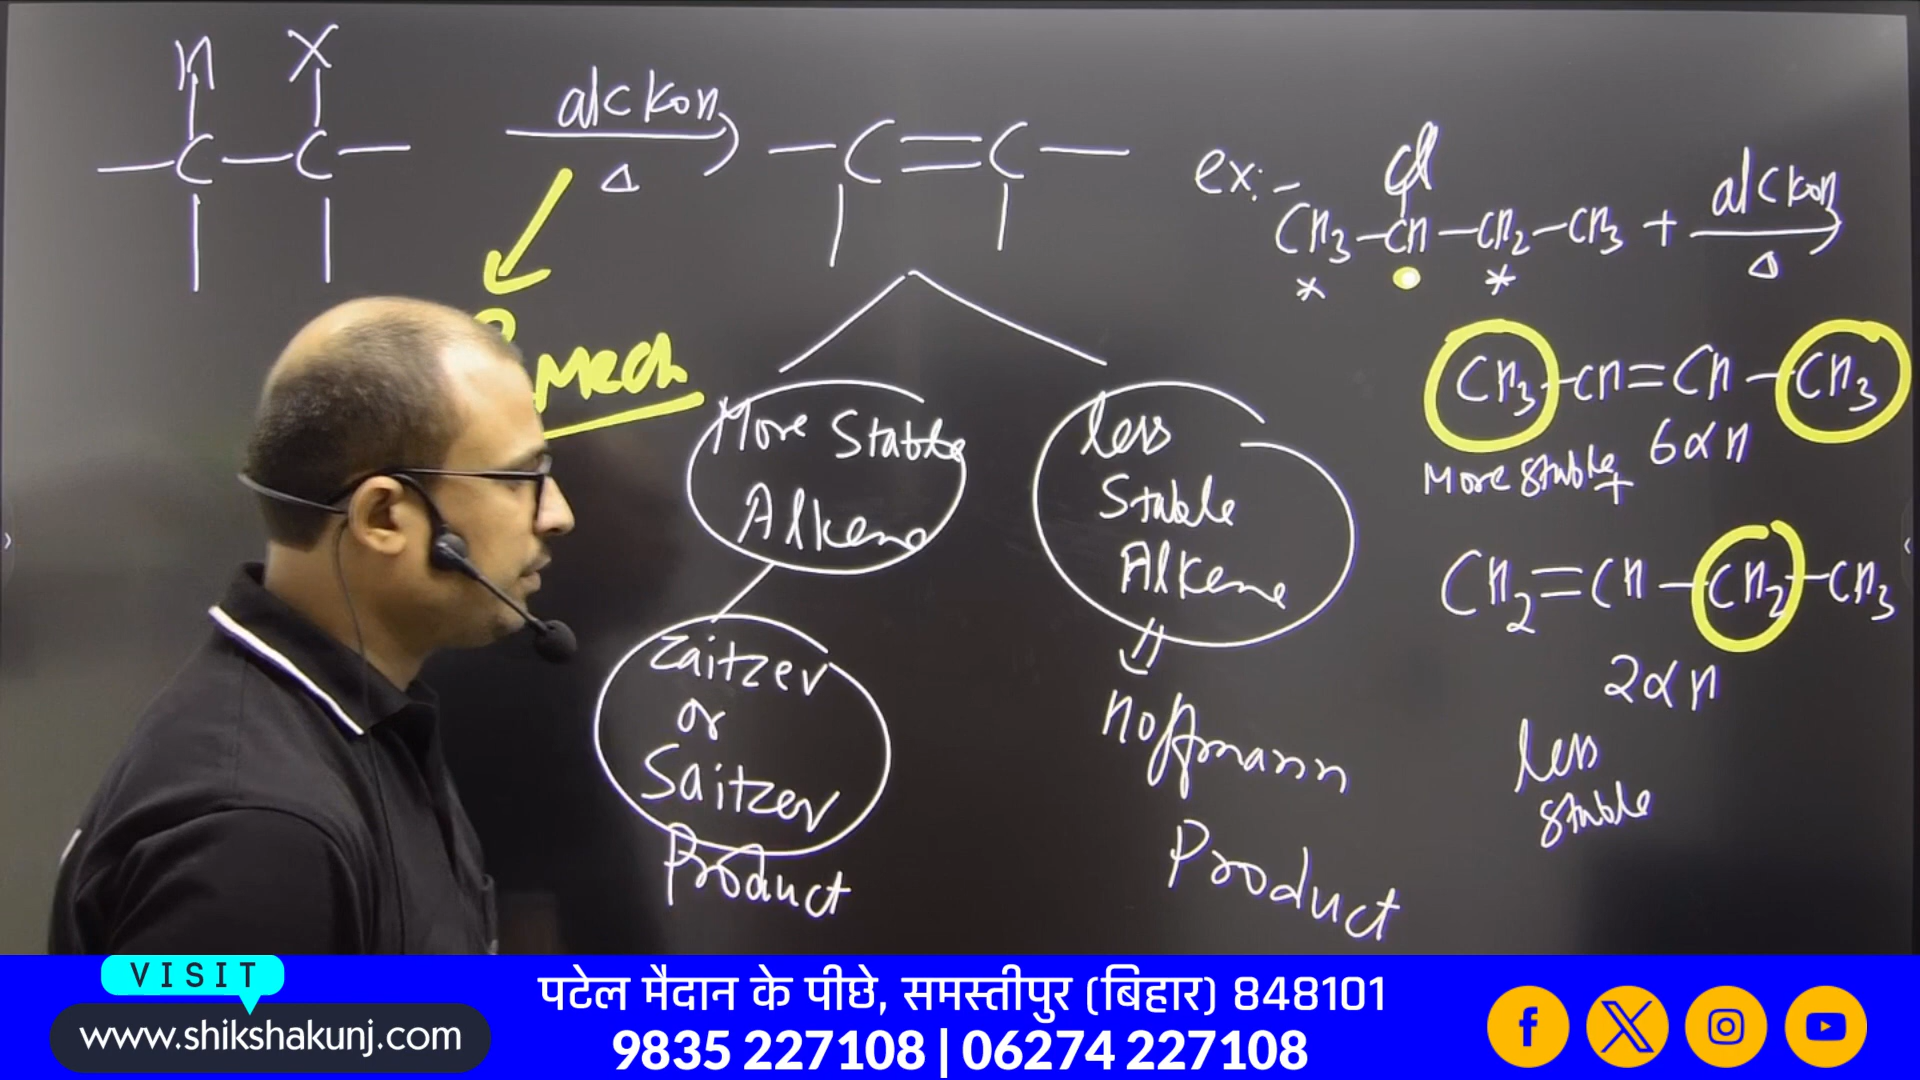 H X
—C—C— alc KOH Δ —C=C—
Mech
More Stable
Alkene
less
Stable
Alkene
Zaitzev
or
Saitzev
Product
Hoffmann
Product
ex:-
Cl
CH3—CH—CH2—CH3 + alc KOH Δ
* *
CH3—CH=CH—CH3
6αH
More stable
+
CH2=CH—CH2—CH3
2αH
less
stable
VISIT
www.shikshakunj.com
पटेल मैदान के पीछे, समस्तीपुर (बिहार) 848101
9835 227108 | 06274 227108